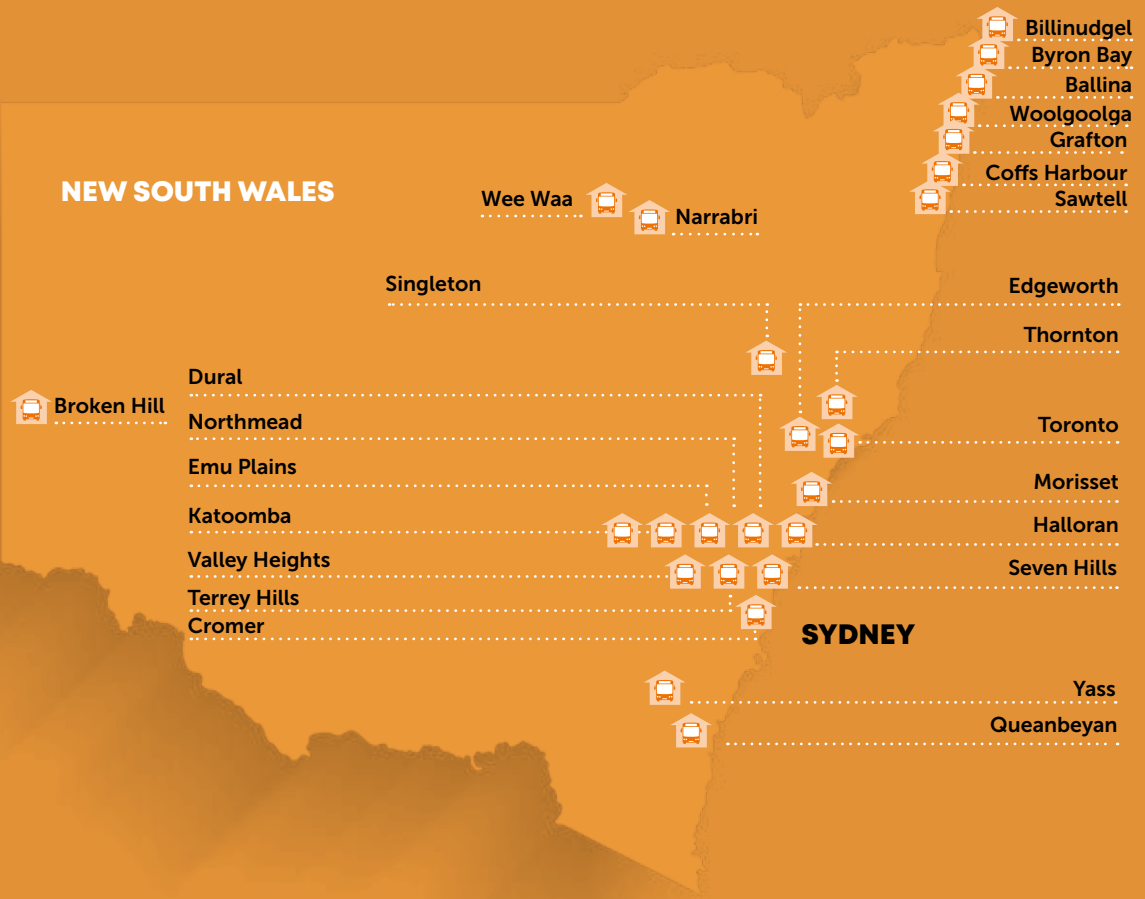 Billinudgel
Byron Bay
Ballina
Woolgoolga
Grafton
Coffs Harbour
Sawtell
NEW SOUTH WALES
Wee Waa
Narrabri
Singleton
Edgeworth
Thornton
Dural
Broken Hill
Northmead
Toronto
Emu Plains
Morisset
Katoomba
Halloran
Valley Heights
Seven Hills
Terrey Hills
Cromer
SYDNEY
Yass
Queanbeyan